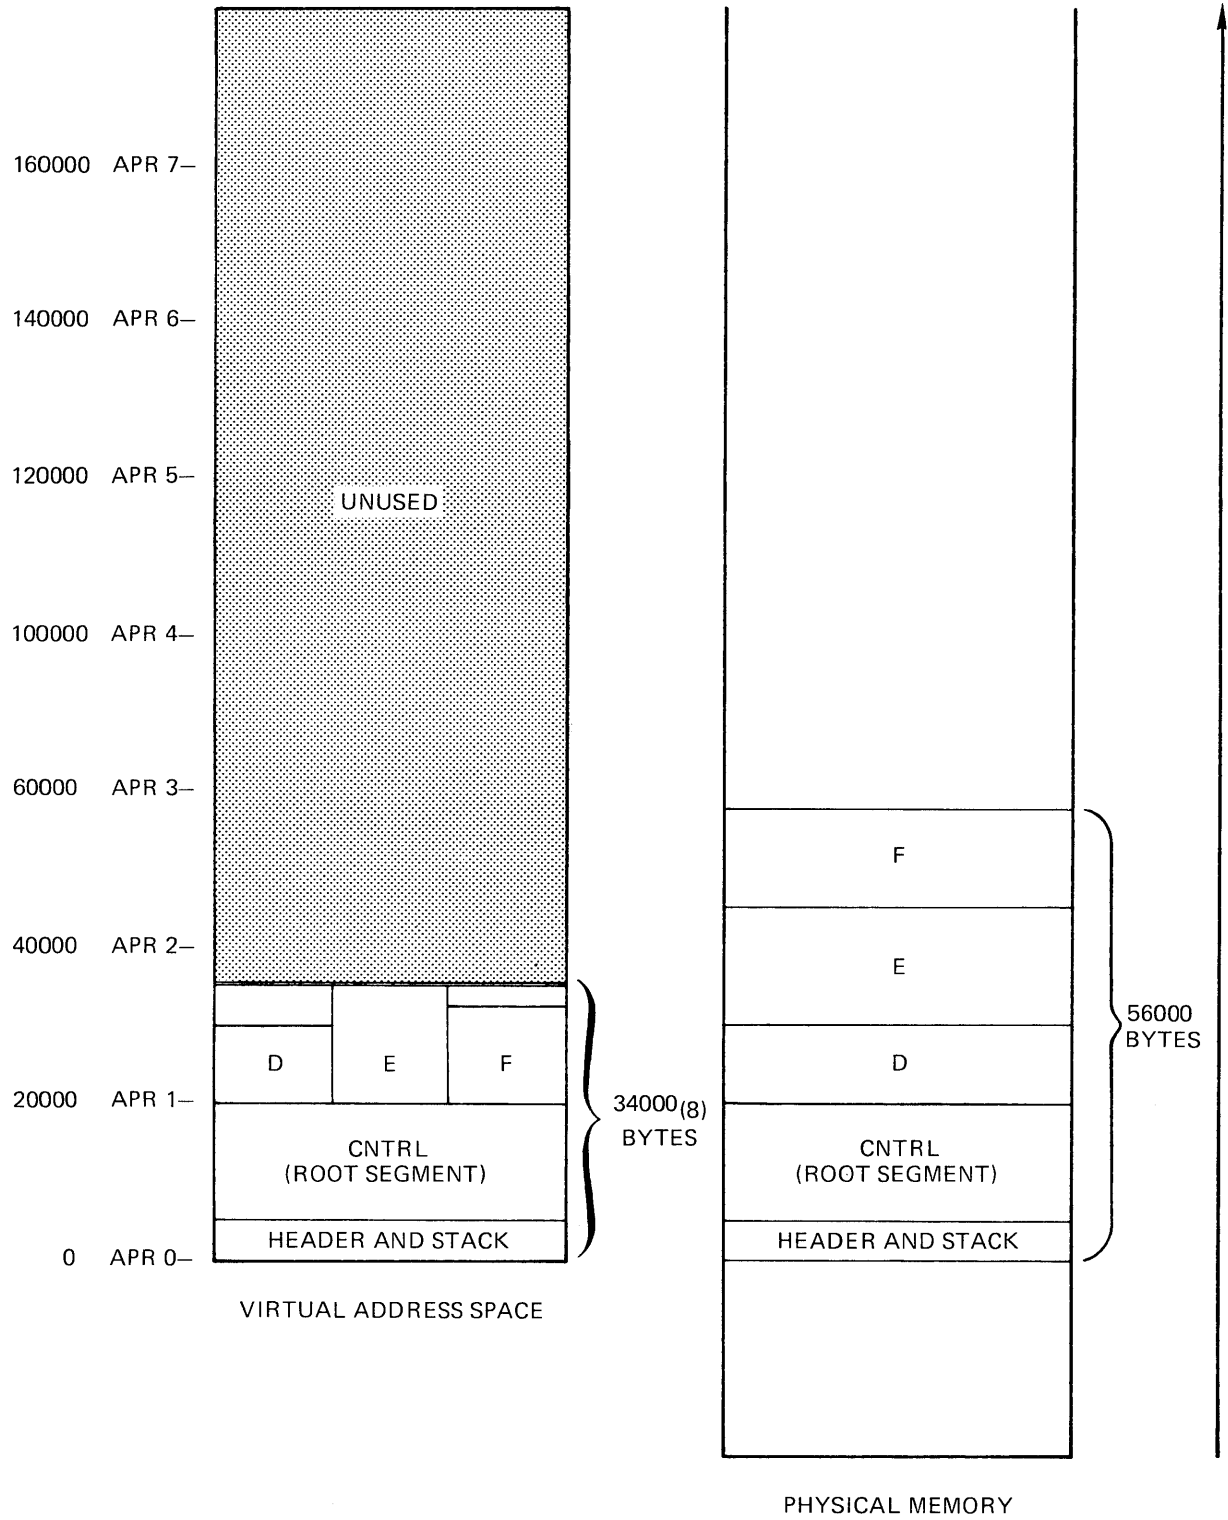 160000 APR 7
140000 APR 6
120000 APR 5
UNUSED
100000 APR 4
60000 APR 3
40000 APR 2
D E F
20000 APR 1
34000(8)
BYTES
CNTRL
(ROOT SEGMENT)
HEADER AND STACK
0 APR 0
VIRTUAL ADDRESS SPACE
F
E
D
56000
BYTES
CNTRL
(ROOT SEGMENT)
HEADER AND STACK
PHYSICAL MEMORY